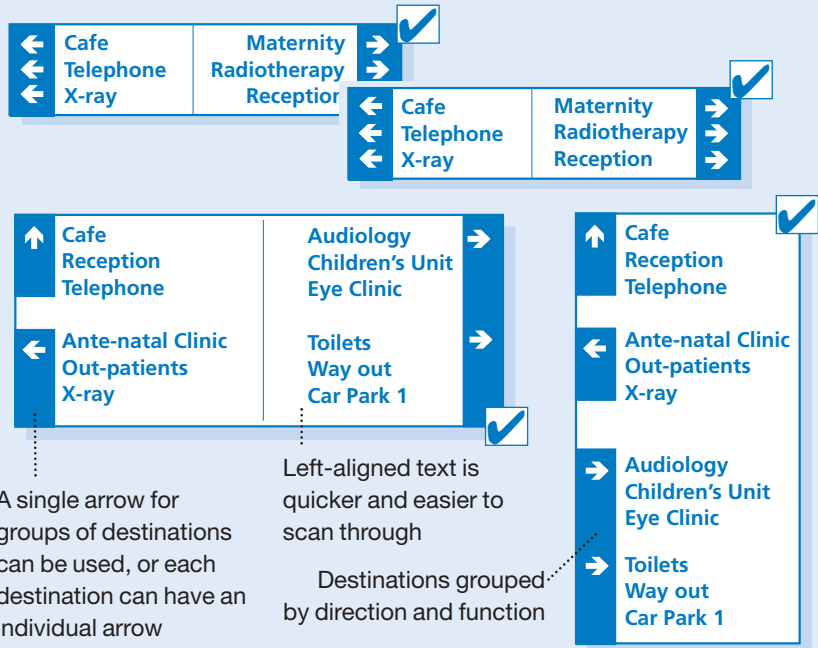 Cafe
Telephone
X-ray
Maternity
Radiotherapy
Reception
Cafe
Telephone
X-ray
Maternity
Radiotherapy
Reception
Cafe
Reception
Telephone
Ante-natal Clinic
Out-patients
X-ray
Audiology
Children's Unit
Eye Clinic
Toilets
Way out
Car Park 1
Cafe
Reception
Telephone
Ante-natal Clinic
Out-patients
X-ray
Audiology
Children's Unit
Eye Clinic
Toilets
Way out
Car Park 1
A single arrow for
groups of destinations
can be used, or each
destination can have an
individual arrow
Left-aligned text is
quicker and easier to
scan through
Destinations grouped
by direction and function